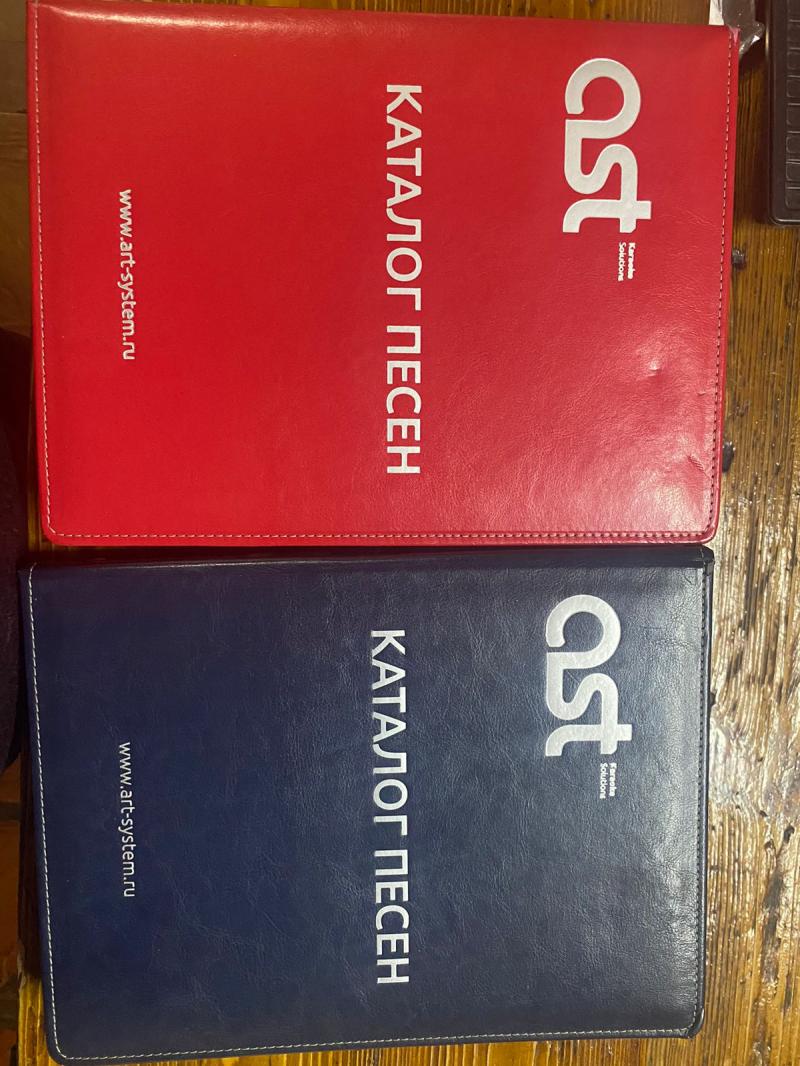 ast
Karaoke
Solutions
КАТАЛОГ ПЕСЕН
www.art-system.ru
ast
Karaoke
Solutions
КАТАЛОГ ПЕСЕН
www.art-system.ru